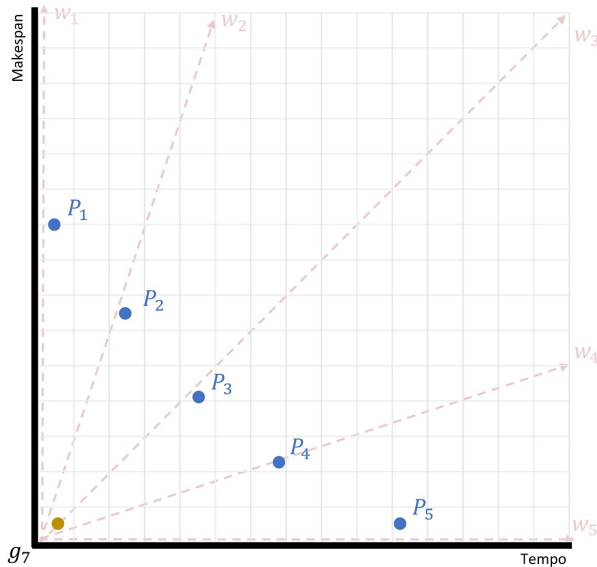 Makespan
w₁
w₂
w₃
P₁
P₂
P₃
w₄
P₄
P₅
w₅
g₇
Tempo